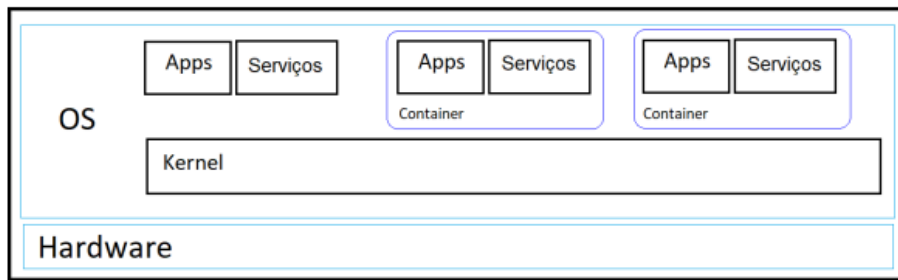 Apps Serviços Apps Serviços Apps Serviços
OS Container Container
Kernel
Hardware